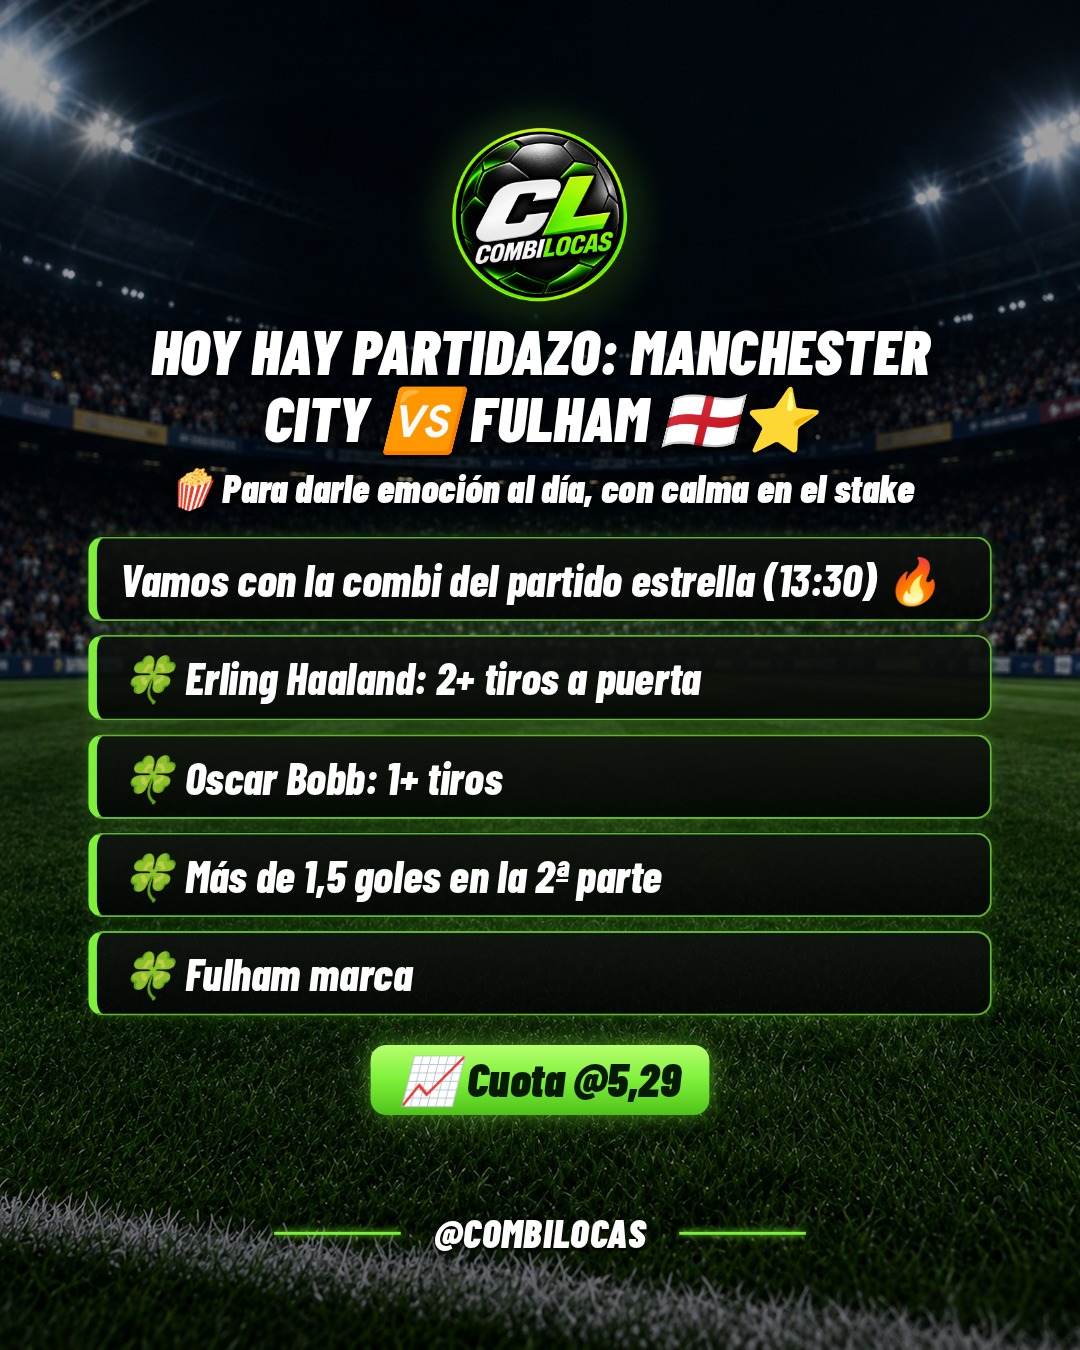 CL
COMBILOCAS
HOY HAY PARTIDAZO: MANCHESTER
CITY 🆚 FULHAM 🏴󠁧󠁢󠁥󠁮󠁧󠁿⭐
🍿 Para darle emoción al día, con calma en el stake
Vamos con la combi del partido estrella (13:30) 🔥
🍀 Erling Haaland: 2+ tiros a puerta
🍀 Oscar Bobb: 1+ tiros
🍀 Más de 1,5 goles en la 2ª parte
🍀 Fulham marca
📈 Cuota @5,29
@COMBILOCAS